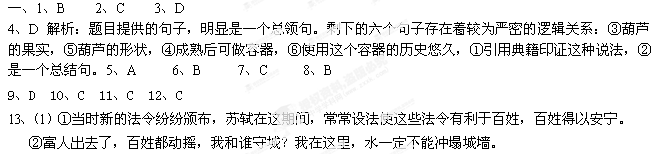 一、1、B 2、C 3、D
4、D 解析：题目提供的句子，明显是一个总领句。剩下的六个句子存在着较为严密的逻辑关系：③葫芦
的果实，⑤葫芦的形状，④成熟后可做容器，⑥使用这个容器的历史悠久，①引用典籍印证这种说法，②
是一个总结句。5、A 6、B 7、C 8、B
9、D 10、C 11、C 12、C
13、（1）①当时新的法令纷纷颁布，苏轼在这期间，常常设法使这些法令有利于百姓，百姓得以安宁。
②富人出去了，百姓都动摇，我和谁守城？我在这里，水一定不能冲塌城墙。